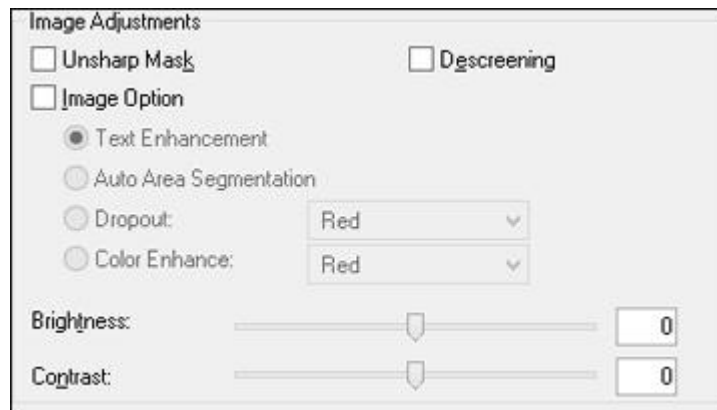 Image Adjustments
Unsharp Mask Descreening
Image Option
Text Enhancement
Auto Area Segmentation
Dropout: Red
Color Enhance: Red
Brightness: 0
Contrast: 0